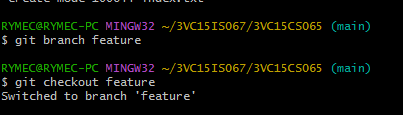 RYMEC@RYMEC-PC MINGW32 ~/3VC15IS067/3VC15CS065 (main)
$ git branch feature
RYMEC@RYMEC-PC MINGW32 ~/3VC15IS067/3VC15CS065 (main)
$ git checkout feature
Switched to branch 'feature'